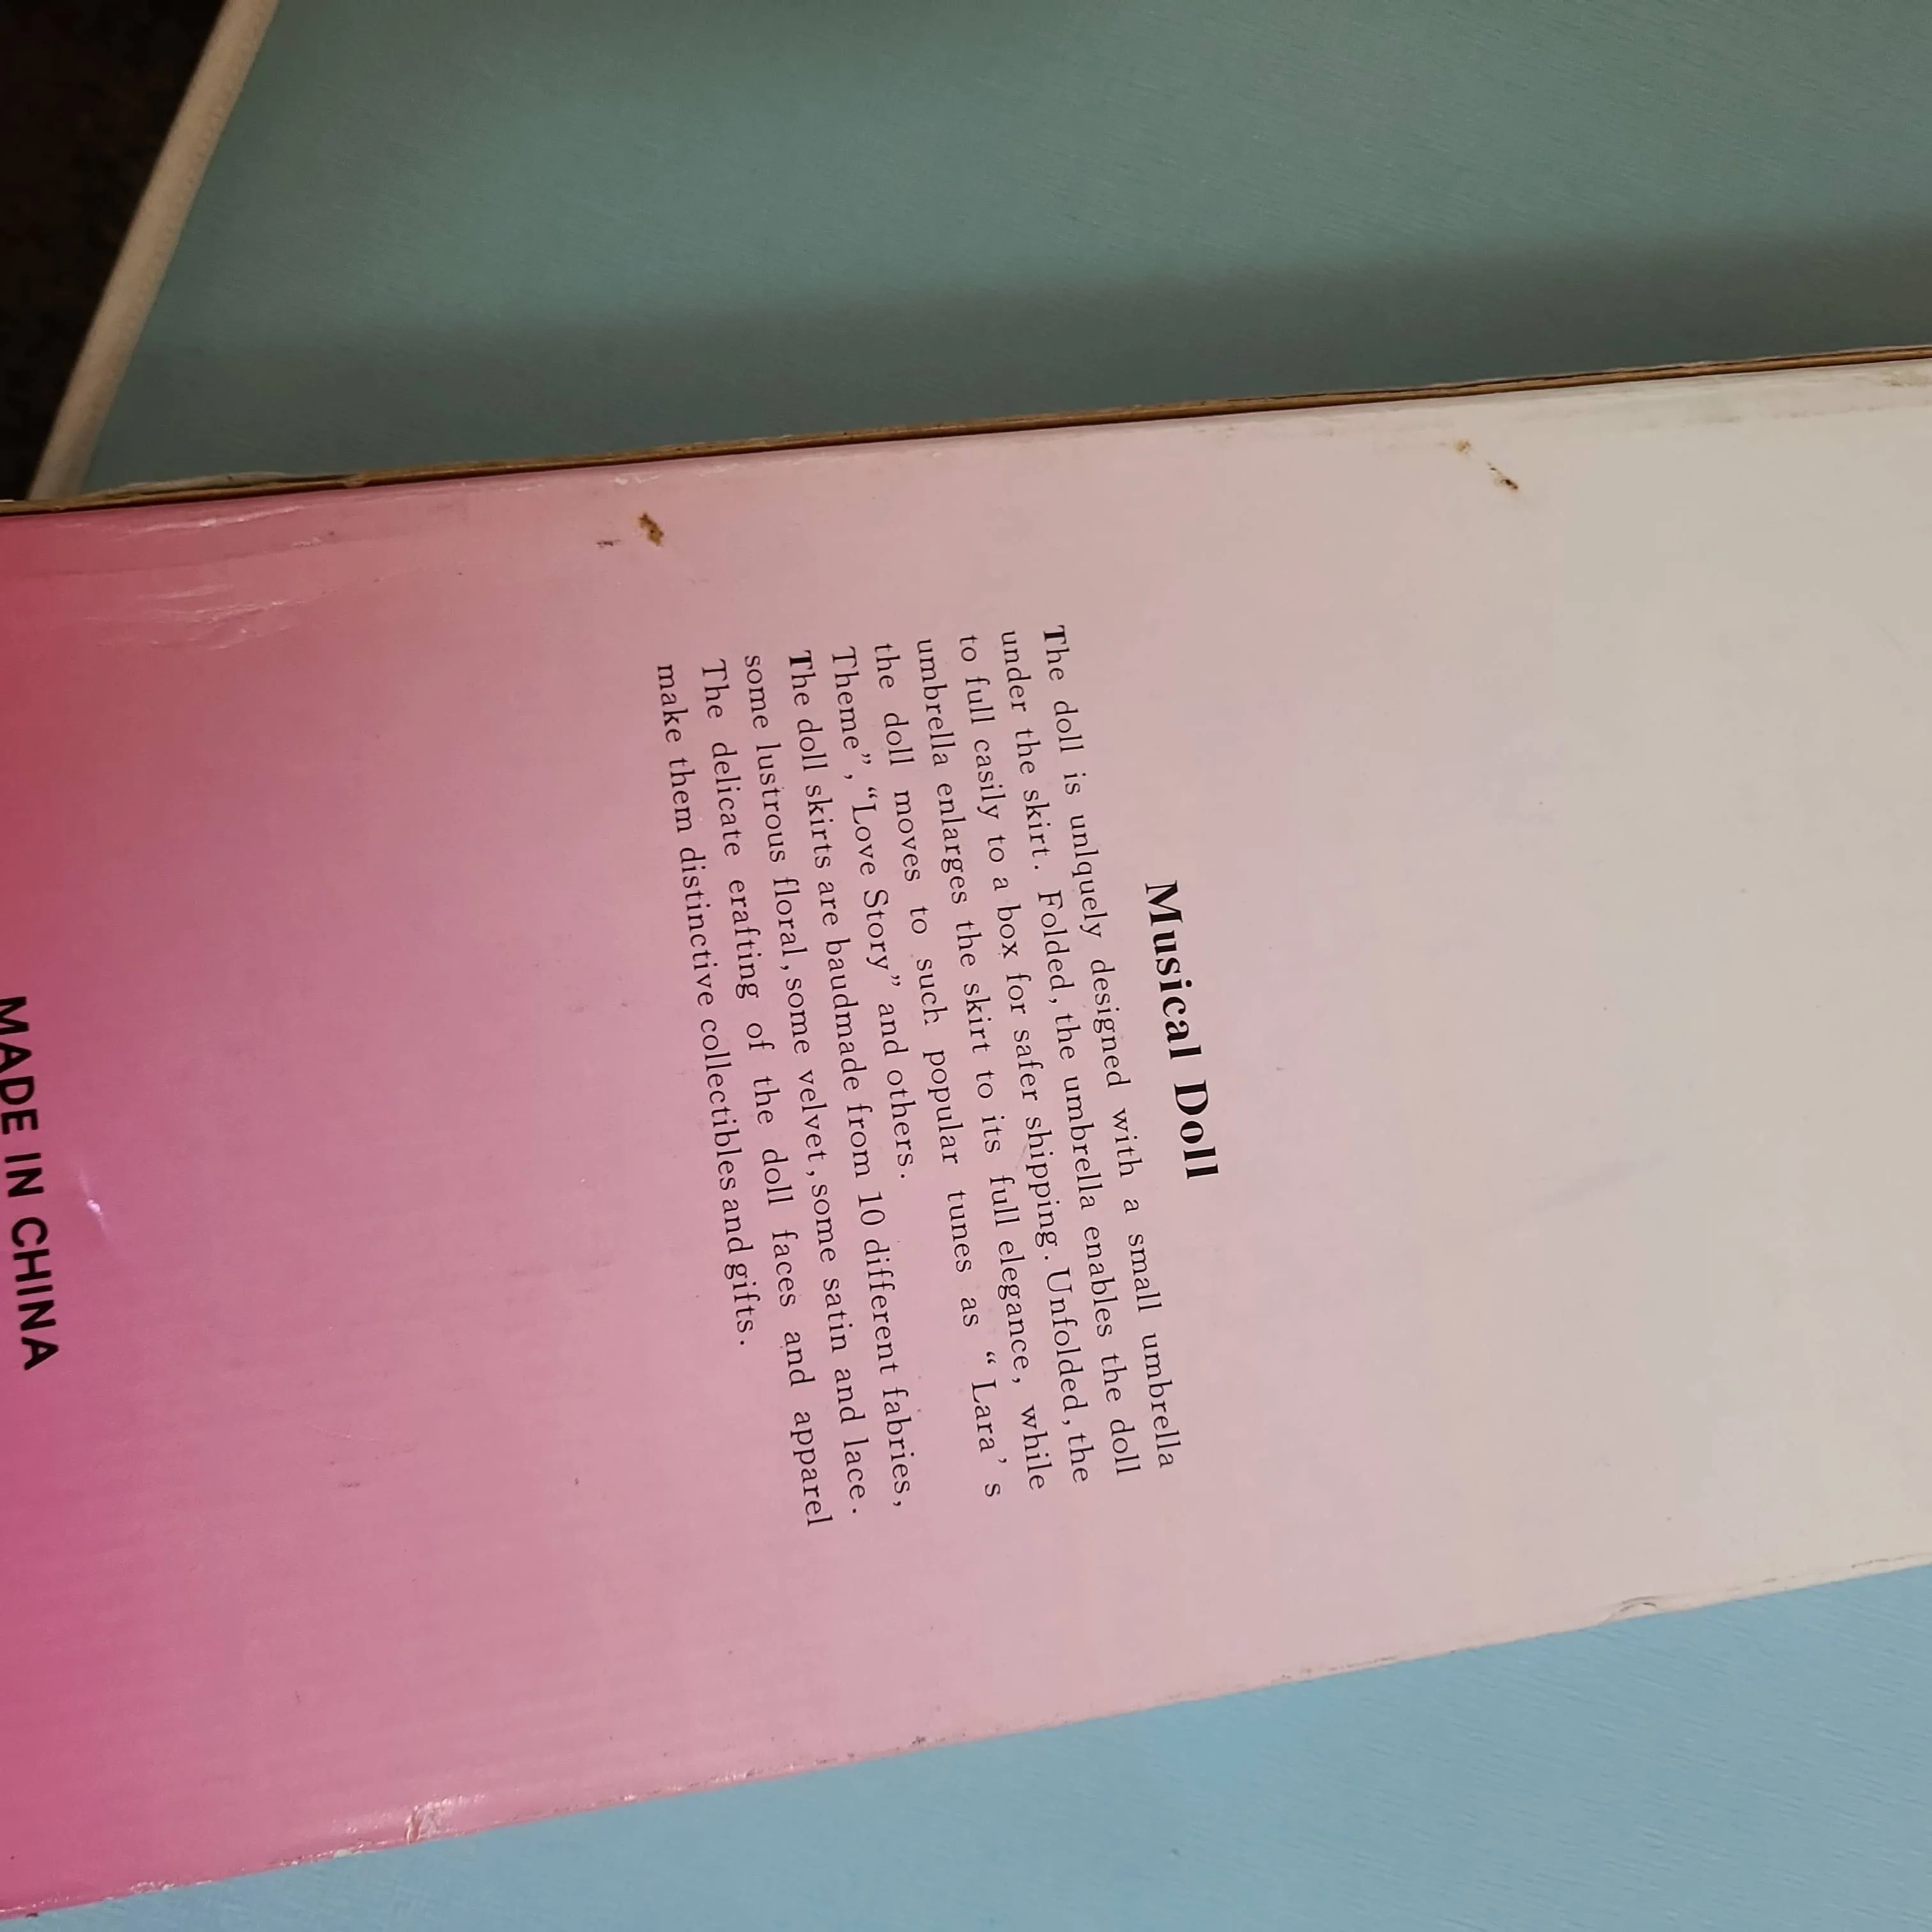 Musical Doll
The doll is unlquely designed with a small umbrella
under the skirt. Folded, the umbrella enables the doll
to full casily to a box for safer shipping. Unfolded, the
umbrella enlarges the skirt to its full elegance, while
the doll moves to such popular tunes as “Lara's
Theme”, “Love Story” and others.
The doll skirts are baudmade from 10 different fabries,
some lustrous floral, some velvet, some satin and lace.
The delicate erafting of the doll faces and apparel
make them distinctive collectibles and gifts.
MADE IN CHINA